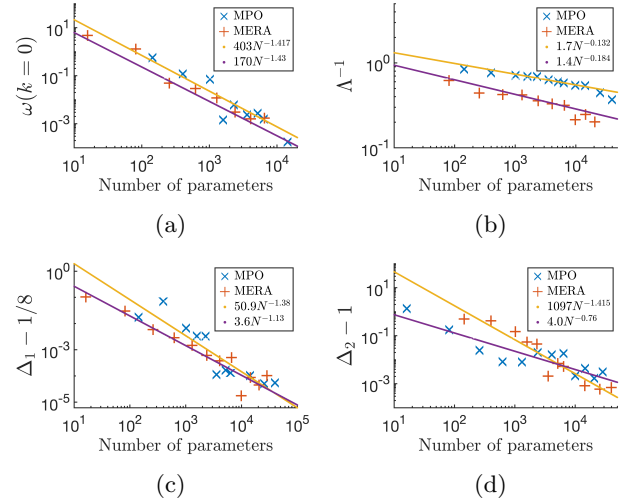 10^1
10^-1
10^-3
ω(k = 0)
× MPO
+ MERA
403N^-1.417
170N^-1.43
10^1 10^2 10^3 10^4
Number of parameters
(a)
10^0
10^-1
Λ^-1
× MPO
+ MERA
1.7N^-0.132
1.4N^-0.184
10^1 10^2 10^3 10^4
Number of parameters
(b)
10^0
10^-3
10^-5
Δ_1 − 1/8
× MPO
+ MERA
50.9N^-1.38
3.6N^-1.13
10^1 10^2 10^3 10^4 10^5
Number of parameters
(c)
10^1
10^-1
10^-3
Δ_2 − 1
× MPO
+ MERA
1097N^-1.415
4.0N^-0.76
10^1 10^2 10^3 10^4
Number of parameters
(d)